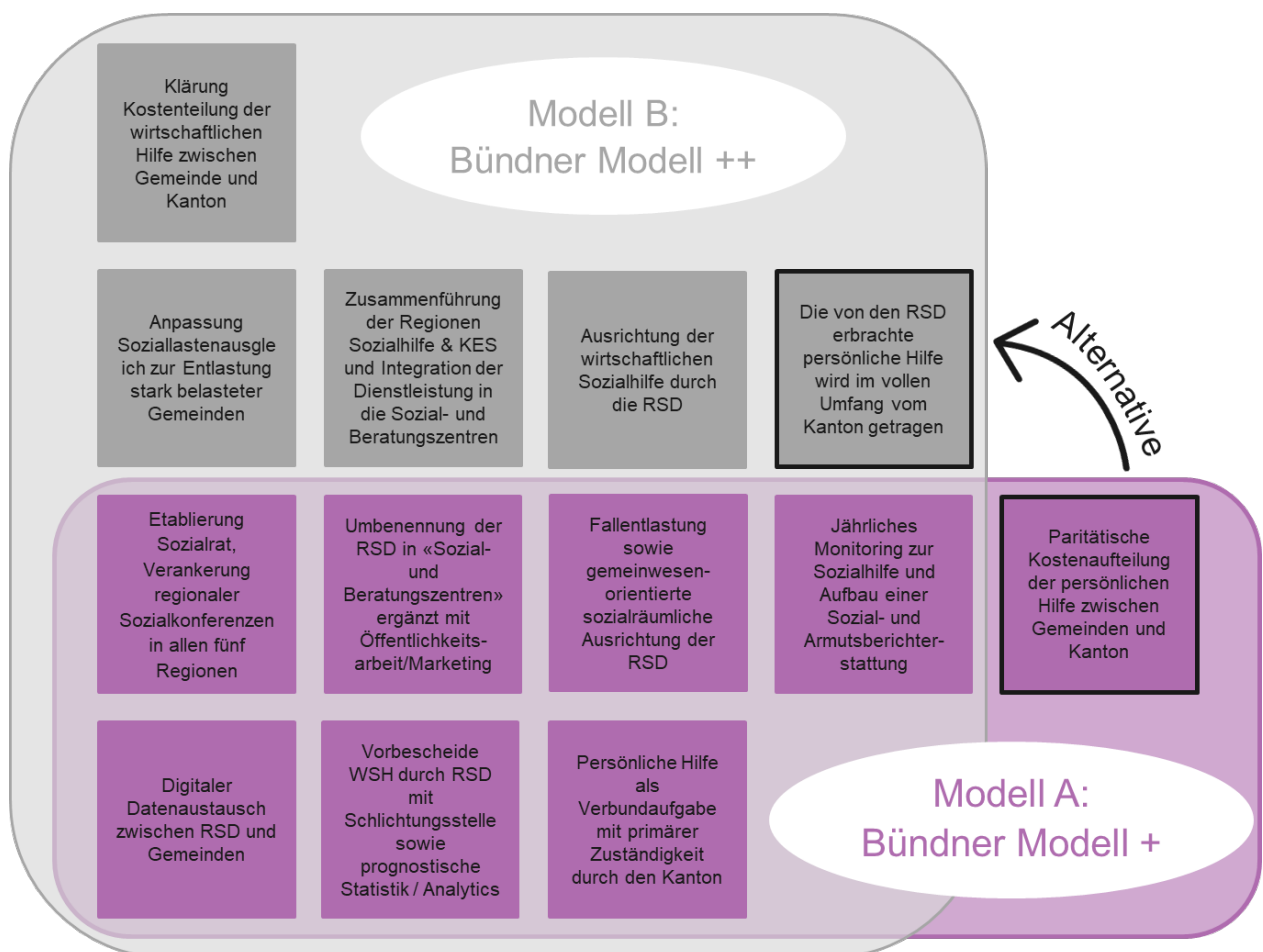 Klärung
Kostenteilung der
wirtschaftlichen
Hilfe zwischen
Gemeinde und
Kanton
Modell B:
Bündner Modell ++
Anpassung
Soziallastenausgle
ich zur Entlastung
stark belasteter
Gemeinden
Zusammenführung
der Regionen
Sozialhilfe & KES
und Integration der
Dienstleistung in
die Sozial- und
Beratungszentren
Ausrichtung der
wirtschaftlichen
Sozialhilfe durch
die RSD
Die von den RSD
erbrachte
persönliche Hilfe
wird im vollen
Umfang vom
Kanton getragen
Alternative
Etablierung
Sozialrat,
Verankerung
regionaler
Sozialkonferenzen
in allen fünf
Regionen
Umbenennung der
RSD in «Sozial-
und
Beratungszentren»
ergänzt mit
Öffentlichkeits-
arbeit/Marketing
Fallentlastung
sowie
gemeinwesen-
orientierte
sozialräumliche
Ausrichtung der
RSD
Jährliches
Monitoring zur
Sozialhilfe und
Aufbau einer
Sozial- und
Armutsberichter-
stattung
Paritätische
Kostenaufteilung
der persönlichen
Hilfe zwischen
Gemeinden und
Kanton
Digitaler
Datenaustausch
zwischen RSD und
Gemeinden
Vorbescheide
WSH durch RSD
mit
Schlichtungsstelle
sowie
prognostische
Statistik / Analytics
Persönliche Hilfe
als
Verbundaufgabe
mit primärer
Zuständigkeit
durch den Kanton
Modell A:
Bündner Modell +